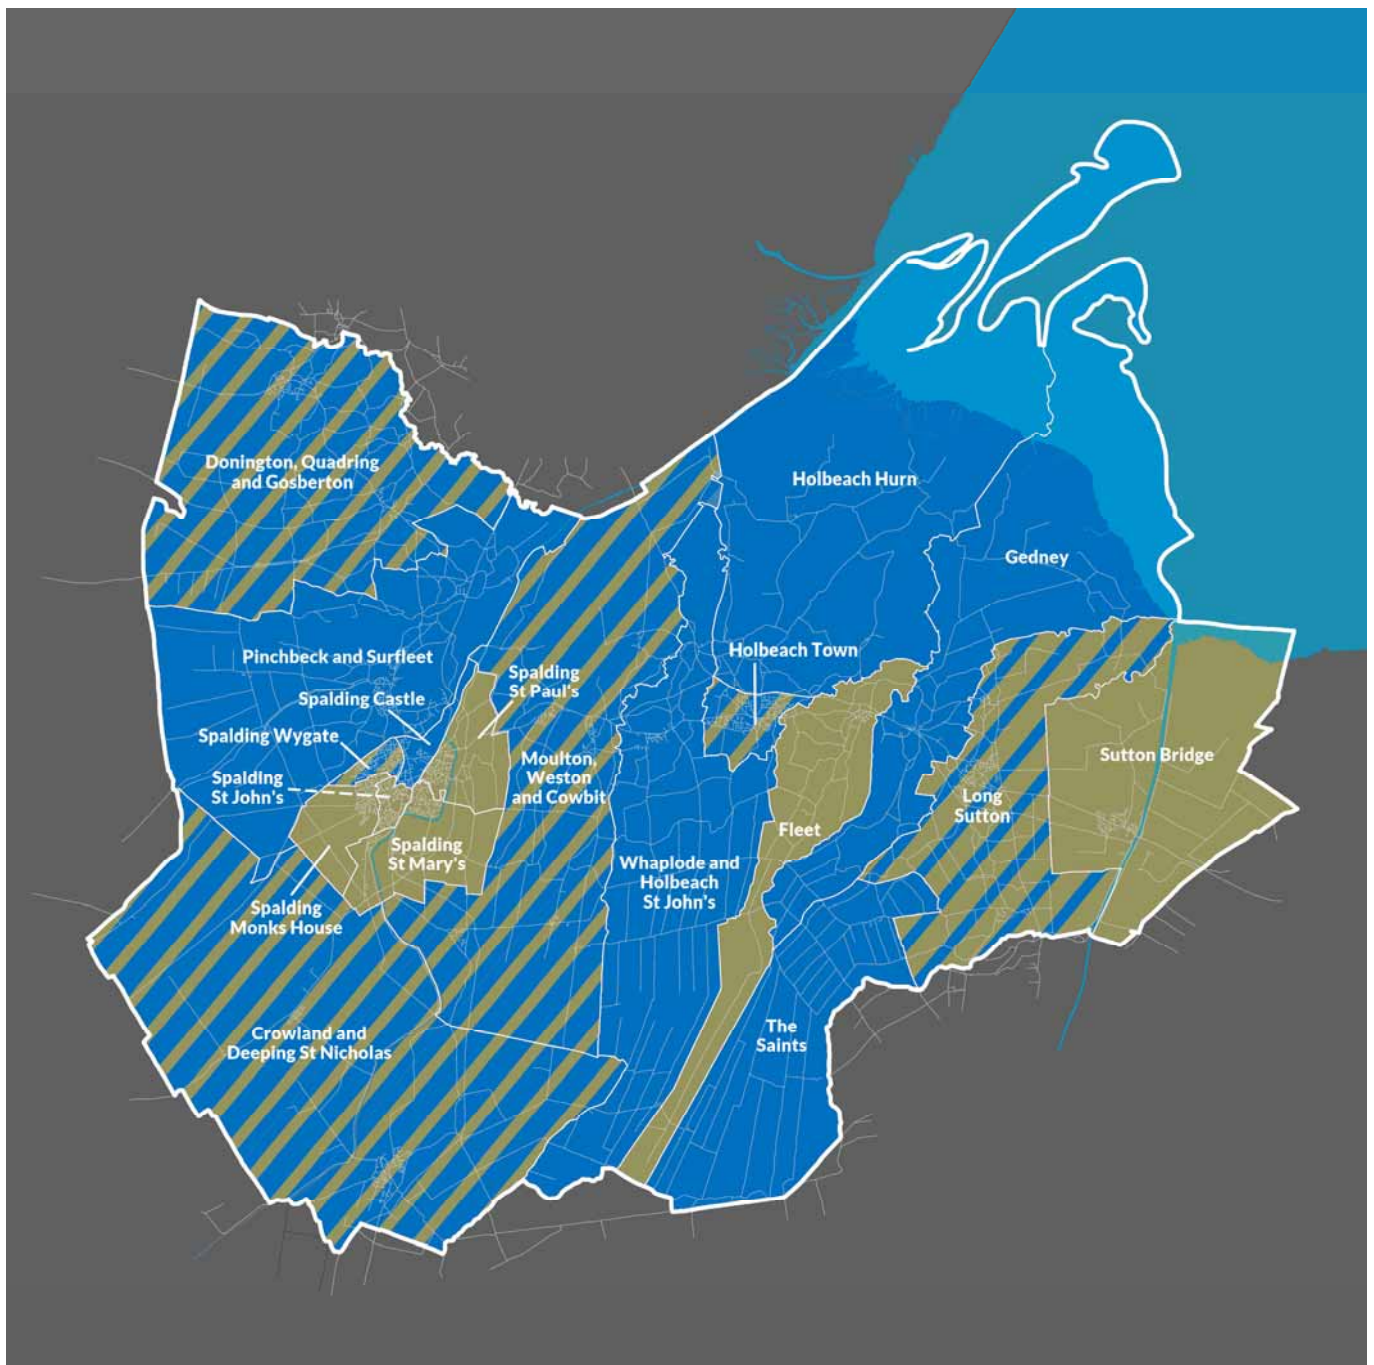 Donington, Quadring
and Gosberton
Holbeach Hurn
Gedney
Pinchbeck and Surfleet
Holbeach Town
Spalding
St Paul's
Spalding Castle
Spalding Wygate
Spalding
St John's
Moulton,
Weston
and Cowbit
Sutton Bridge
Long
Sutton
Fleet
Spalding
St Mary's
Whaplode and
Holbeach
St John's
Spalding
Monks House
Crowland and
Deeping St Nicholas
The
Saints